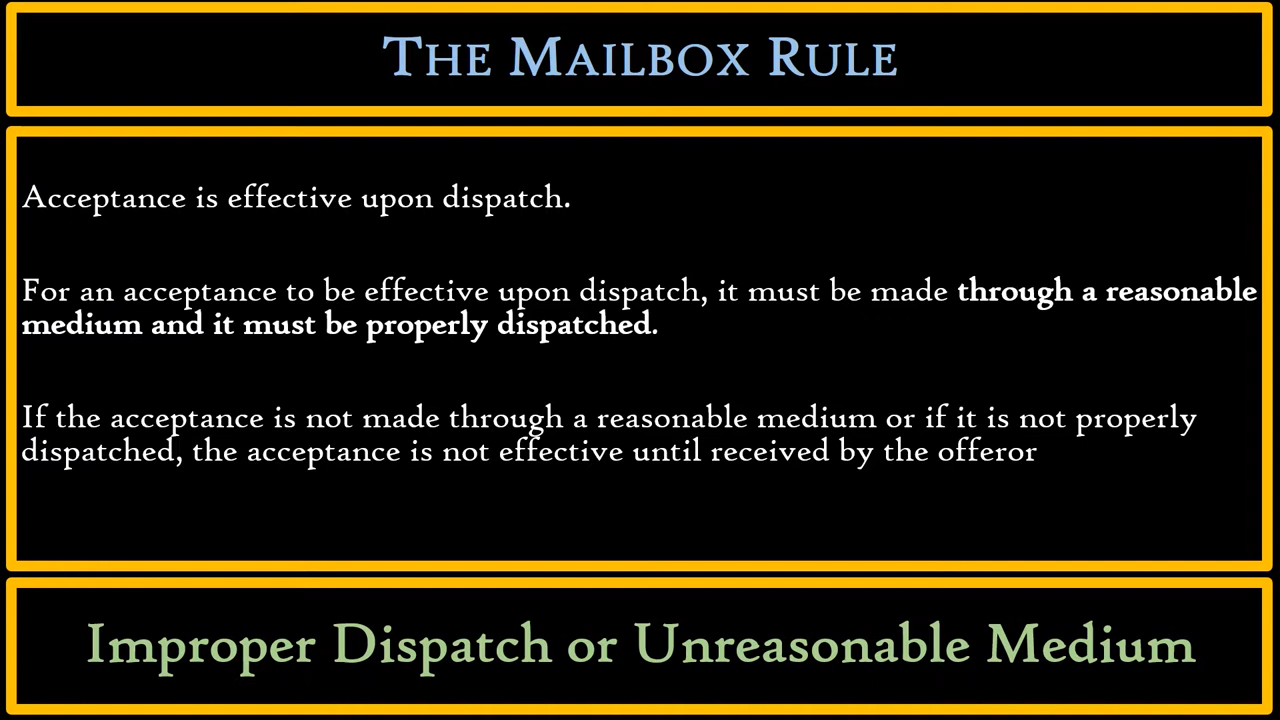 THE MAILBOX RULE
Acceptance is effective upon dispatch.
For an acceptance to be effective upon dispatch, it must be made through a reasonable
medium and it must be properly dispatched.
If the acceptance is not made through a reasonable medium or if it is not properly
dispatched, the acceptance is not effective until received by the offeror
Improper Dispatch or Unreasonable Medium